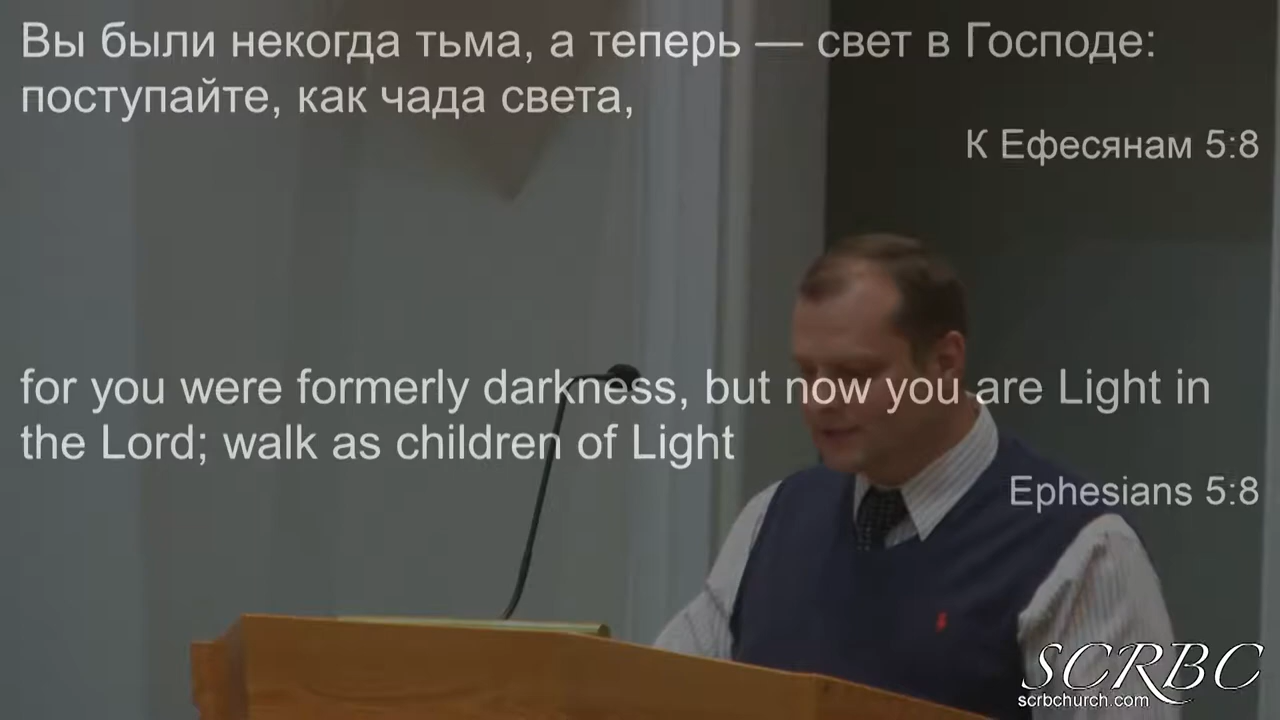 Вы были некогда тьма, а теперь — свет в Господе:
поступайте, как чада света,
К Ефесянам 5:8
for you were formerly darkness, but now you are Light in
the Lord; walk as children of Light
Ephesians 5:8
SCRBC
scrbchurch.com